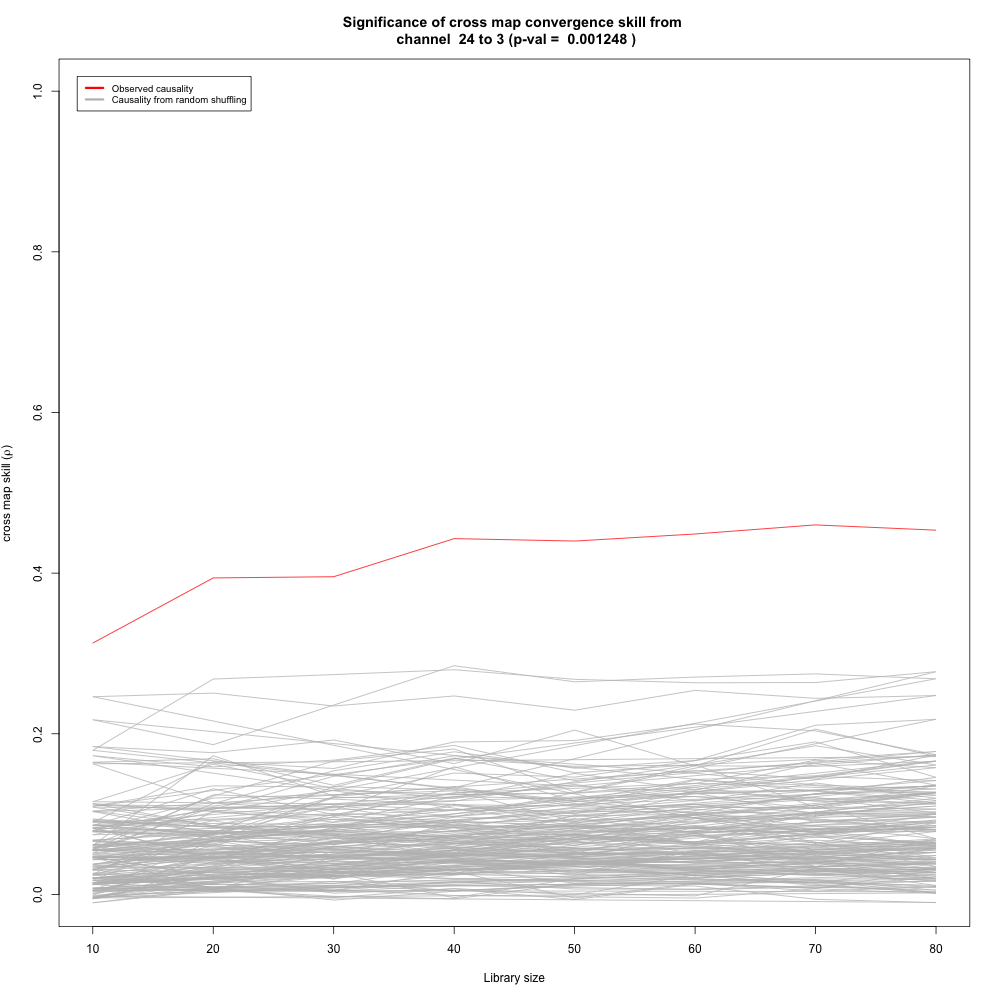 Significance of cross map convergence skill from
channel  24 to 3 (p-val =  0.001248 )
Observed causality
Causality from random shuffling
cross map skill (ρ)
1.0
0.8
0.6
0.4
0.2
0.0
10 20 30 40 50 60 70 80
Library size